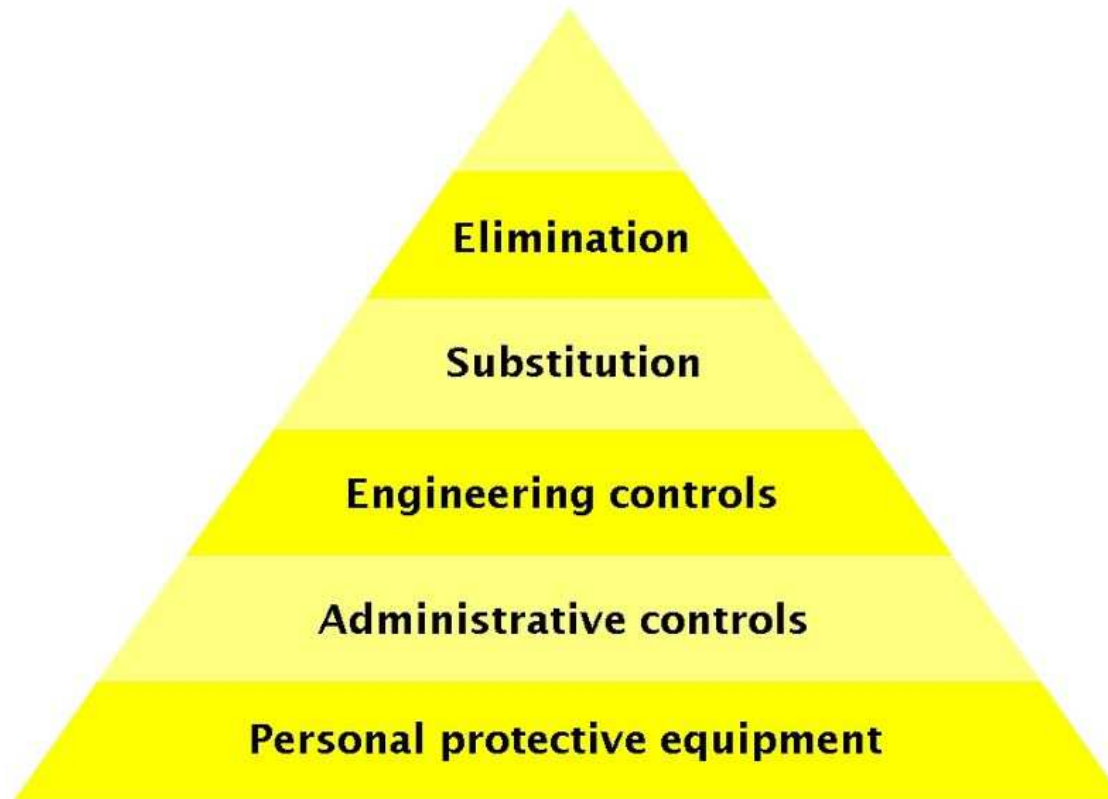 Elimination
Substitution
Engineering controls
Administrative controls
Personal protective equipment